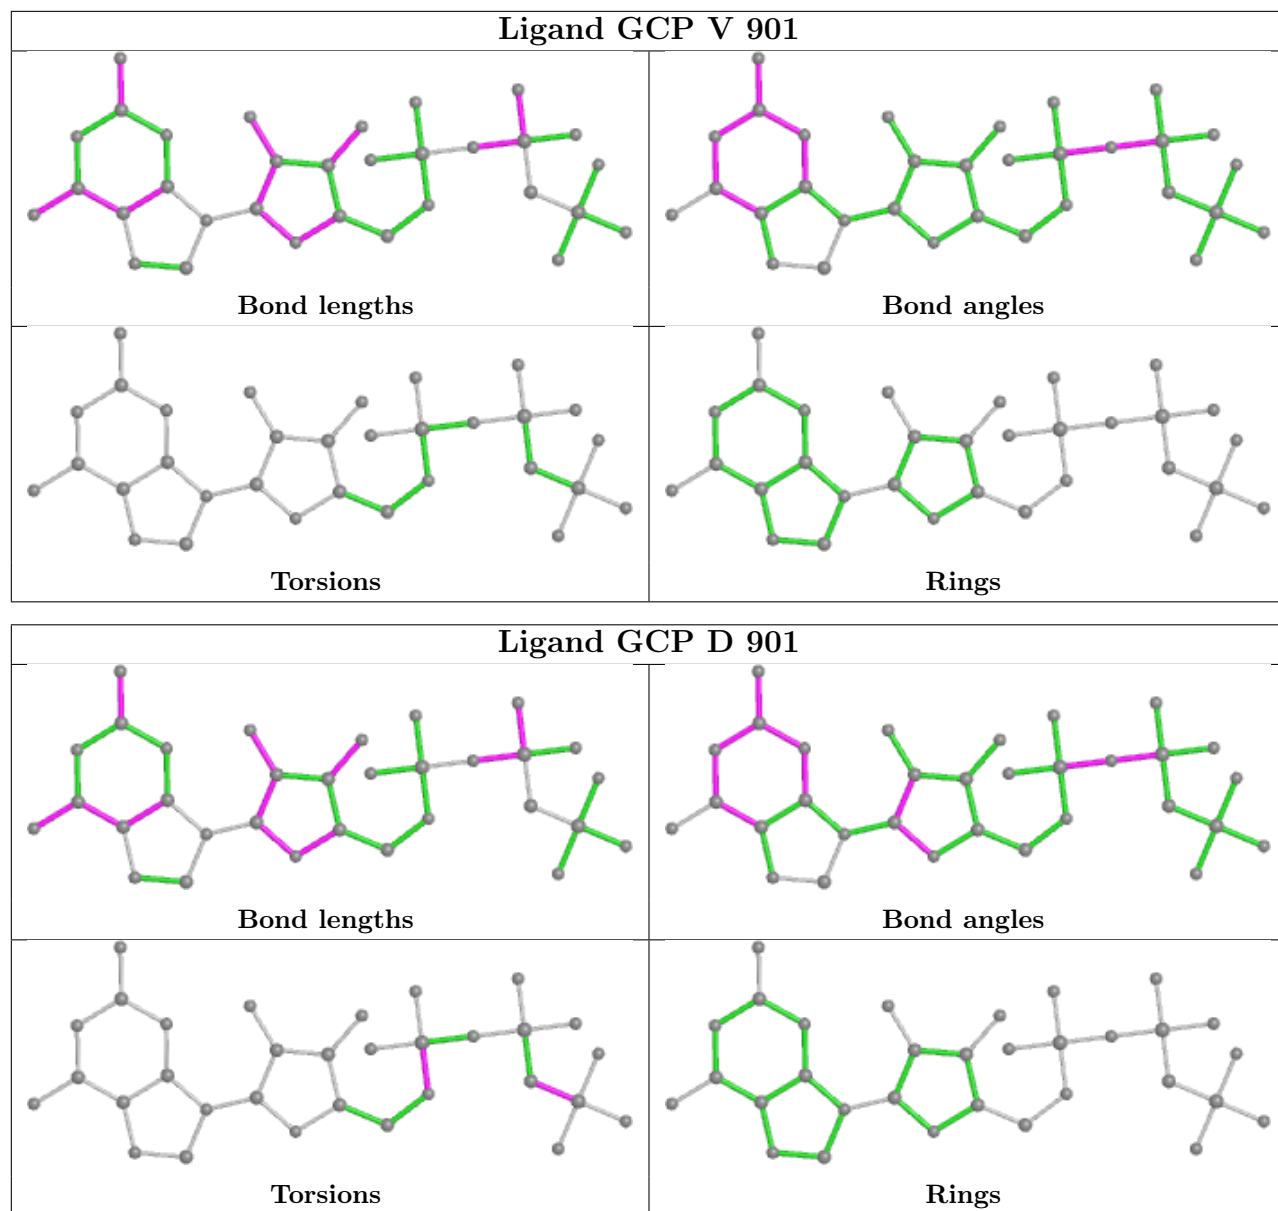 Ligand GCP V 901
Bond lengths
Bond angles
Torsions
Rings
Ligand GCP D 901
Bond lengths
Bond angles
Torsions
Rings